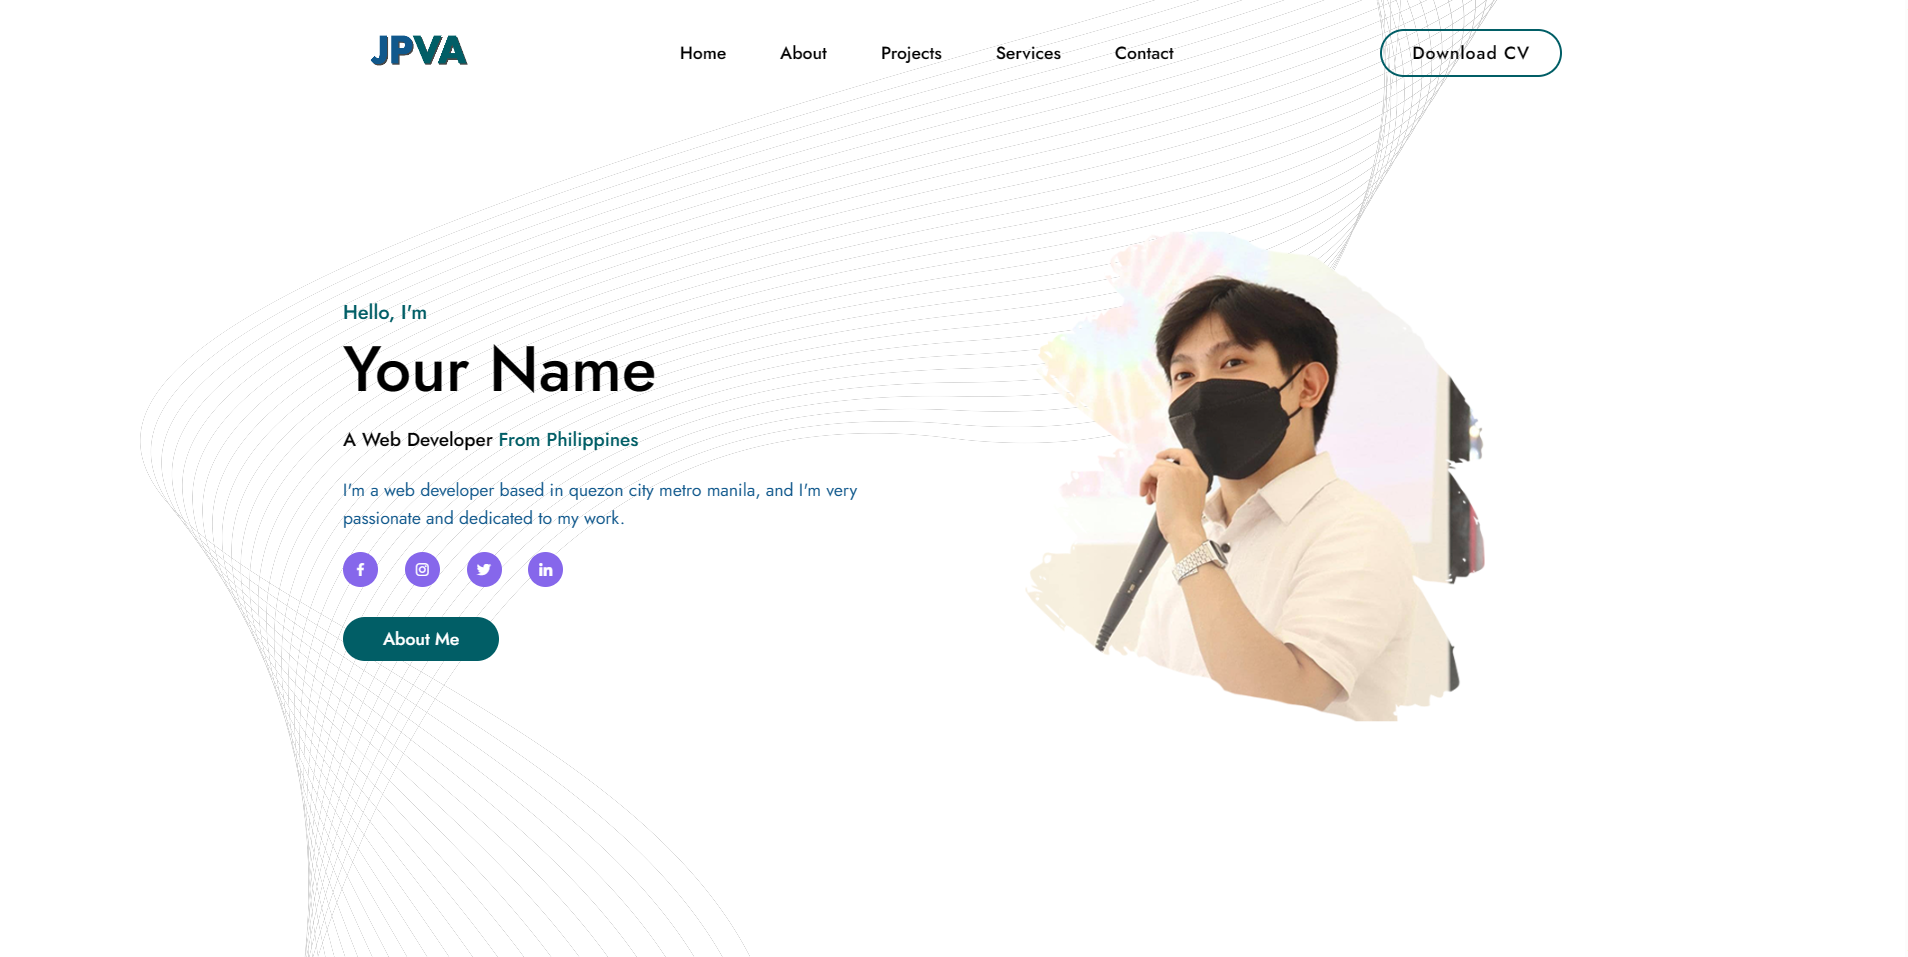 JPVA
Home About Projects Services Contact
Download CV
Hello, I'm
Your Name
A Web Developer From Philippines
I'm a web developer based in quezon city metro manila, and I'm very
passionate and dedicated to my work.
About Me